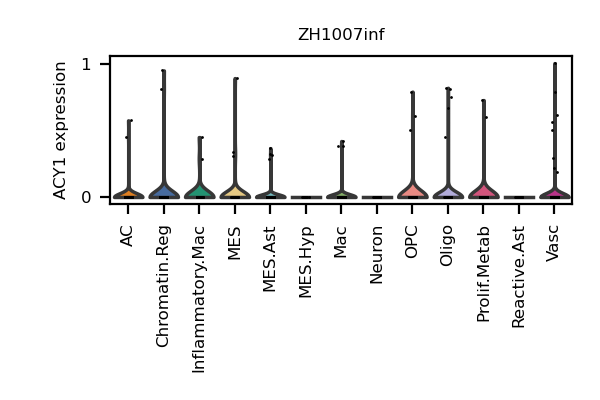 ZH1007inf
ACY1 expression
1
0
AC
Chromatin.Reg
Inflammatory.Mac
MES
MES.Ast
MES.Hyp
Mac
Neuron
OPC
Oligo
Prolif.Metab
Reactive.Ast
Vasc